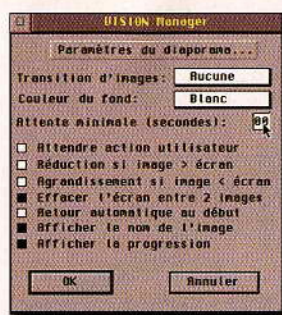 VISION Manager
Paramètres du diaporama...
Transition d'images: Aucune
Couleur du fond: Blanc
Attente minimale (secondes): 00
Attendre action utilisateur
Réduction si image > écran
Agrandissement si image < écran
Effacer l'écran entre 2 images
Retour automatique au début
Afficher le nom de l'image
Afficher la progression
OK Annuler